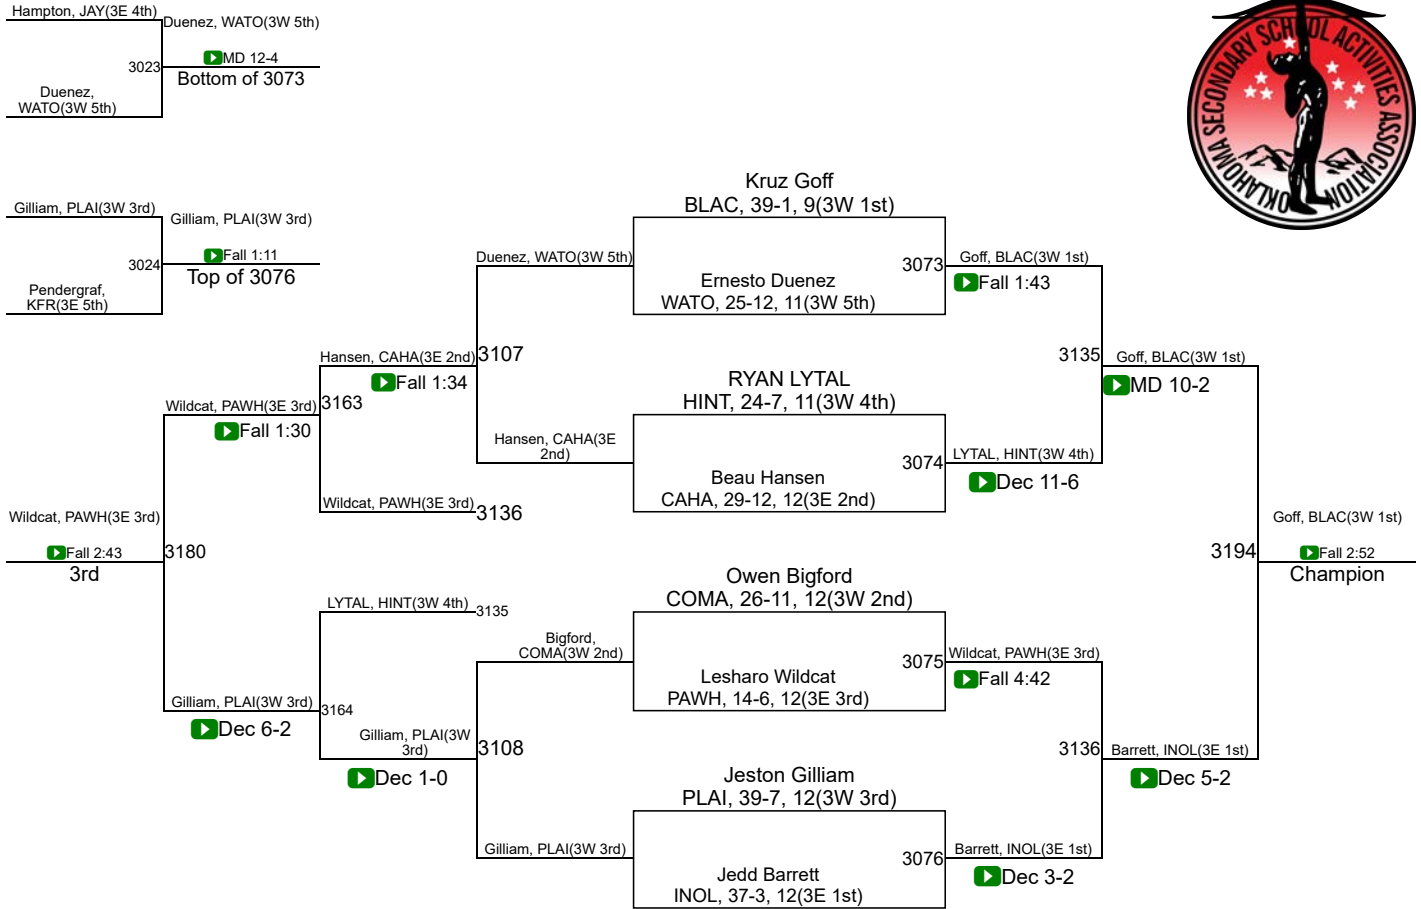 Hampton, JAY(3E 4th)
Duenez, WATO(3W 5th)
MD 12-4
3023
Bottom of 3073
Duenez,
WATO(3W 5th)
OKLAHOMA SECONDARY SCHOOL ACTIVITIES ASSOCIATION
Gilliam, PLAI(3W 3rd)
Gilliam, PLAI(3W 3rd)
Fall 1:11
3024
Top of 3076
Pendergraf,
KFR(3E 5th)
Kruz Goff
BLAC, 39-1, 9(3W 1st)
Duenez, WATO(3W 5th)
3073
Goff, BLAC(3W 1st)
Fall 1:43
Ernesto Duenez
WATO, 25-12, 11(3W 5th)
Hansen, CAHA(3E 2nd)
3107
Fall 1:34
3135
Goff, BLAC(3W 1st)
MD 10-2
RYAN LYTAL
HINT, 24-7, 11(3W 4th)
Wildcat, PAWH(3E 3rd)
3163
Fall 1:30
Hansen, CAHA(3E
2nd)
3074
LYTAL, HINT(3W 4th)
Dec 11-6
Beau Hansen
CAHA, 29-12, 12(3E 2nd)
Wildcat, PAWH(3E 3rd)
3136
Wildcat, PAWH(3E 3rd)
Fall 2:43
3180
3rd
Goff, BLAC(3W 1st)
3194
Fall 2:52
Champion
Owen Bigford
COMA, 26-11, 12(3W 2nd)
LYTAL, HINT(3W 4th)
3135
Bigford,
COMA(3W 2nd)
3075
Wildcat, PAWH(3E 3rd)
Fall 4:42
Lesharo Wildcat
PAWH, 14-6, 12(3E 3rd)
Gilliam, PLAI(3W 3rd)
3164
Dec 6-2
Gilliam, PLAI(3W
3rd)
3108
Dec 1-0
3136
Barrett, INOL(3E 1st)
Dec 5-2
Jeston Gilliam
PLAI, 39-7, 12(3W 3rd)
Gilliam, PLAI(3W 3rd)
3076
Barrett, INOL(3E 1st)
Dec 3-2
Jedd Barrett
INOL, 37-3, 12(3E 1st)